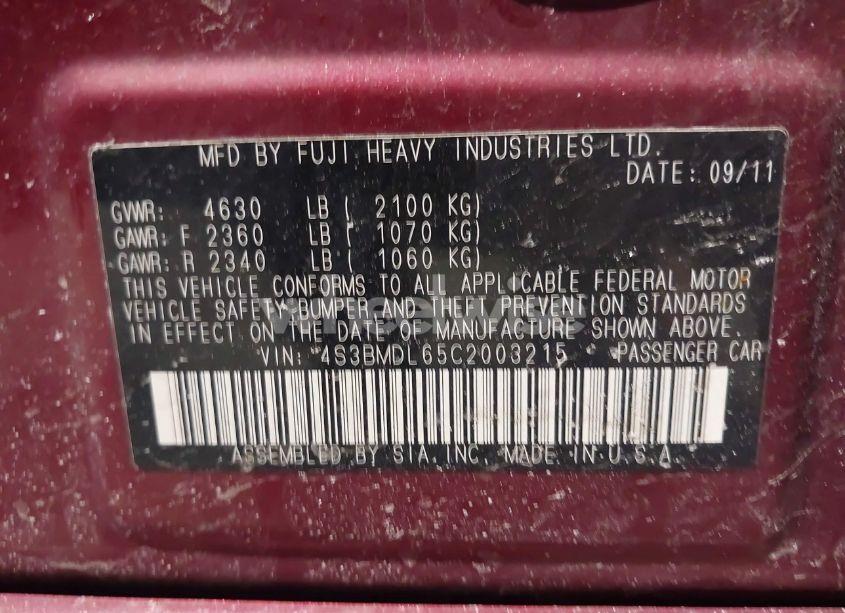 MFD BY FUJI HEAVY INDUSTRIES LTD.
DATE: 09/11
GVWR: 4630 LB ( 2100 KG)
GAWR: F 2360 LB ( 1070 KG)
GAWR: R 2340 LB ( 1060 KG)
THIS VEHICLE CONFORMS TO ALL APPLICABLE FEDERAL MOTOR
VEHICLE SAFETY, BUMPER AND THEFT PREVENTION STANDARDS
IN EFFECT ON THE DATE OF MANUFACTURE SHOWN ABOVE.
VIN: 4S3BMDL65C2003215 PASSENGER CAR
ASSEMBLED BY SIA, INC. MADE IN U.S.A.